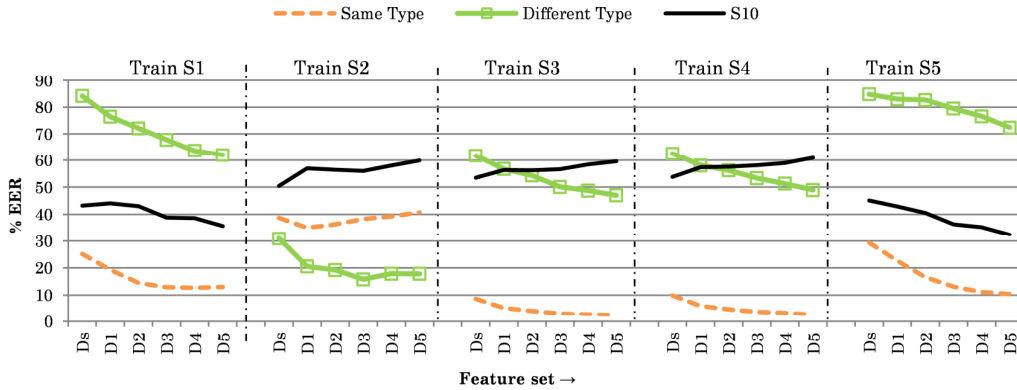 Same Type Different Type S10
Train S1 Train S2 Train S3 Train S4 Train S5
90
80
70
60
50
40
30
20
10
0
% EER
Ds D1 D2 D3 D4 D5 Ds D1 D2 D3 D4 D5 Ds D1 D2 D3 D4 D5 Ds D1 D2 D3 D4 D5 Ds D1 D2 D3 D4 D5
Feature set →